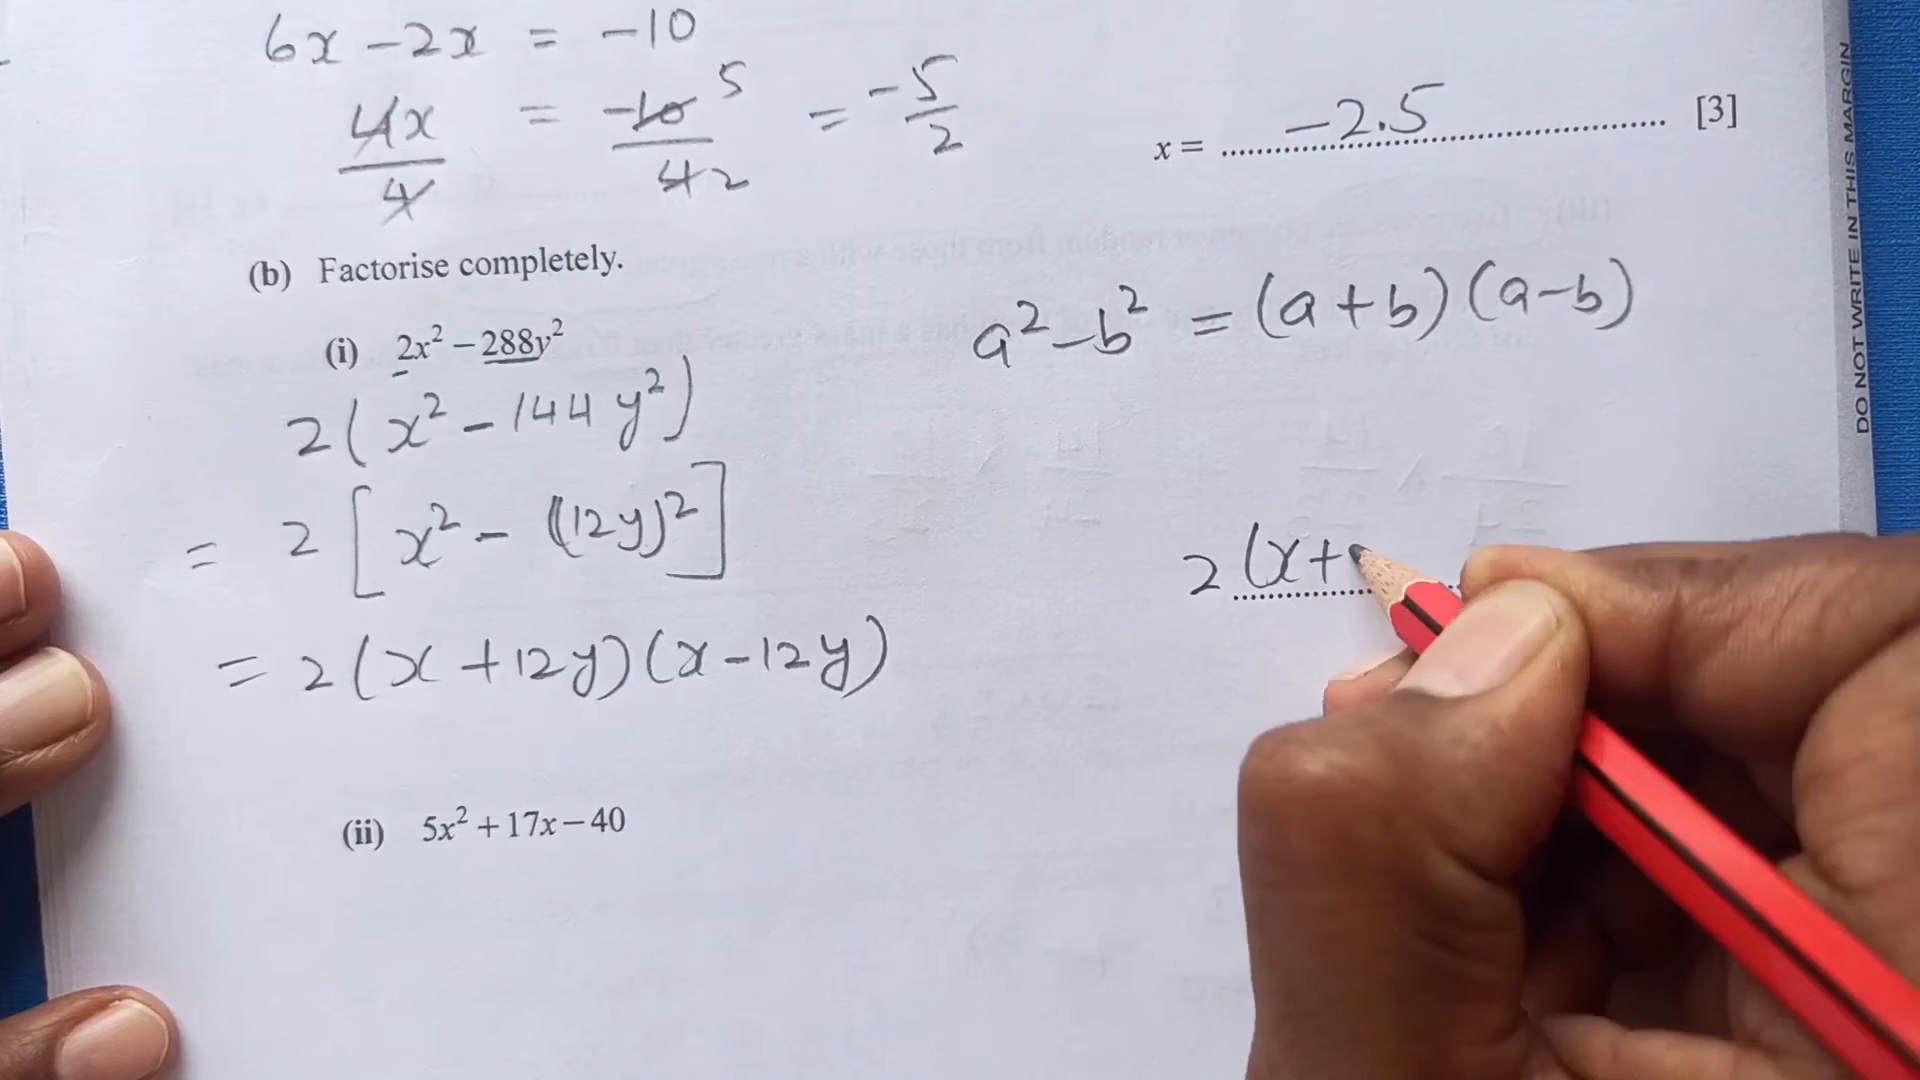 6x - 2x = -10
4x/4 = -10/4 5 2 = -5/2
x = -2.5 [3]
(b) Factorise completely.
(i) 2x² − 288y²
a² - b² = (a+b)(a-b)
2(x² - 144y²)
= 2[x² - (12y)²]
2(x+
= 2(x+12y)(x-12y)
(ii) 5x² + 17x − 40
DO NOT WRITE IN THIS MARGIN